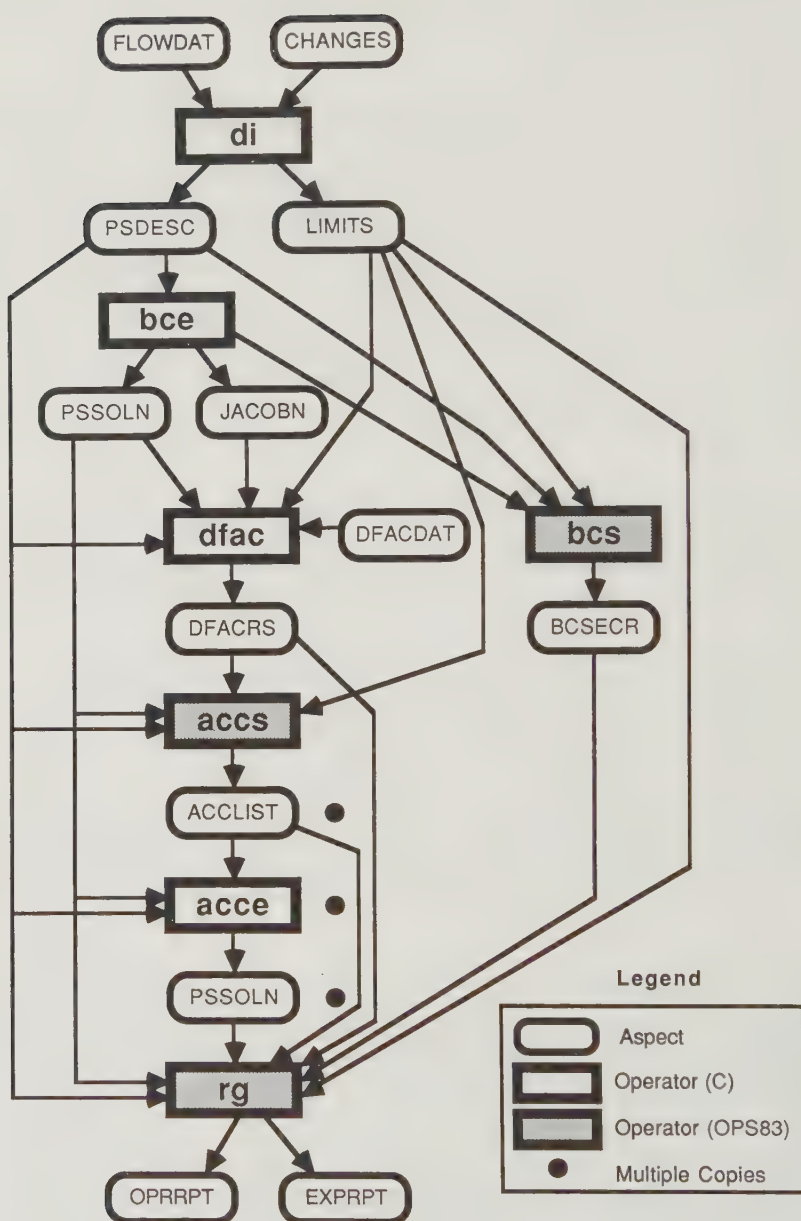 FLOWDAT
CHANGES
di
PSDESC
LIMITS
bce
PSSOLN
JACOBN
dfac
DFACDAT
bcs
DFACRS
BCSECR
accs
ACCLIST
acce
PSSOLN
rg
OPRRPT
EXPRPT
Legend
Aspect
Operator (C)
Operator (OPS83)
Multiple Copies